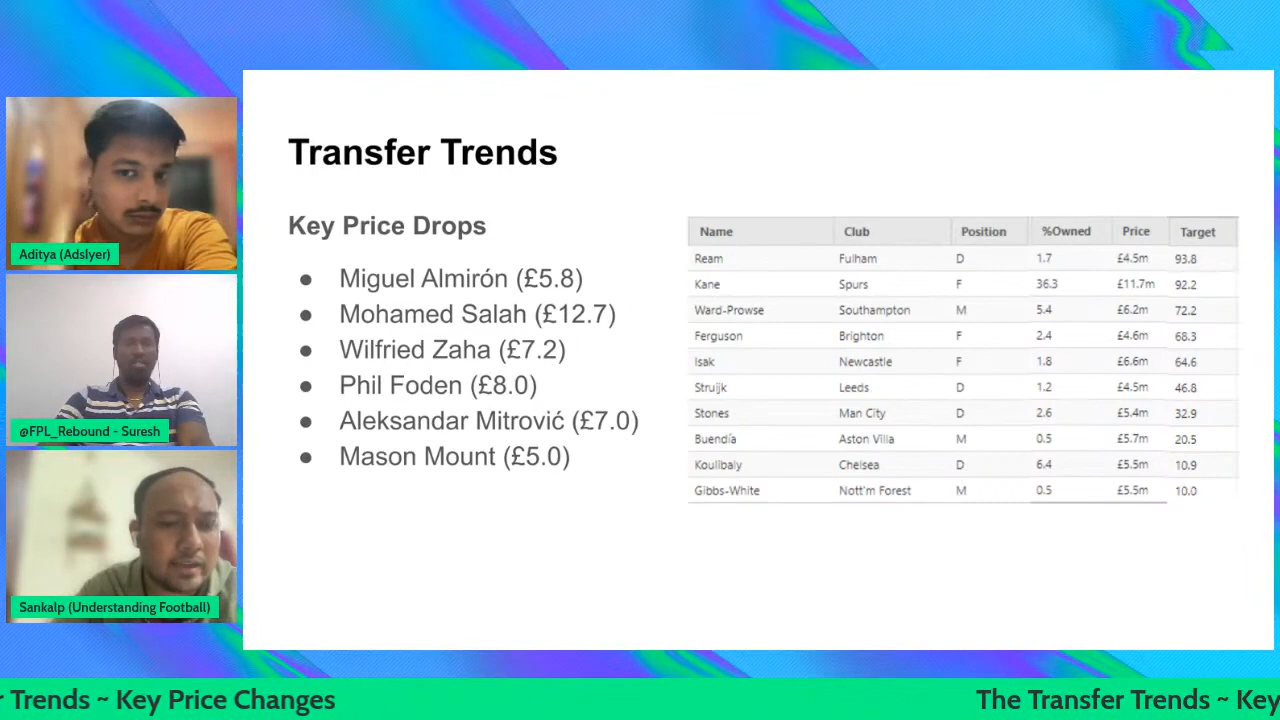 Aditya (Adslyer)
@FPL_Rebound - Suresh
Sankalp (Understanding Football)
Transfer Trends
Key Price Drops
● Miguel Almirón (£5.8)
● Mohamed Salah (£12.7)
● Wilfried Zaha (£7.2)
● Phil Foden (£8.0)
● Aleksandar Mitrović (£7.0)
● Mason Mount (£5.0)
Name Club Position %Owned Price Target
Ream Fulham D 1.7 £4.5m 93.8
Kane Spurs F 36.3 £11.7m 92.2
Ward-Prowse Southampton M 5.4 £6.2m 72.2
Ferguson Brighton F 2.4 £4.6m 68.3
Isak Newcastle F 1.8 £6.6m 64.6
Struijk Leeds D 1.2 £4.5m 46.8
Stones Man City D 2.6 £5.4m 32.9
Buendía Aston Villa M 0.5 £5.7m 20.5
Koulibaly Chelsea D 6.4 £5.5m 10.9
Gibbs-White Nott'm Forest M 0.5 £5.5m 10.0
r Trends ~ Key Price Changes
The Transfer Trends ~ Key